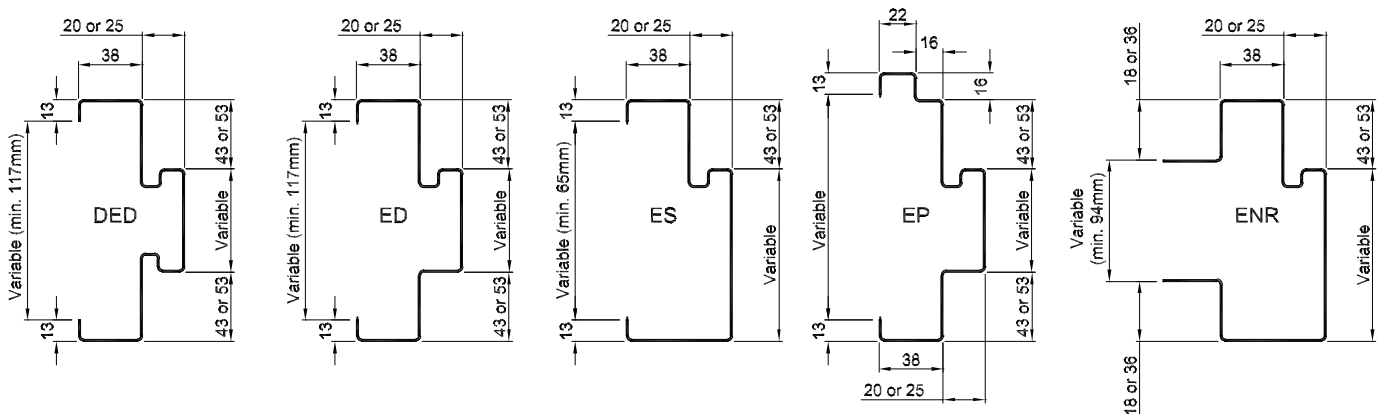 20 or 25
38
13
Variable (min. 117mm)
13
43 or 53
Variable
43 or 53
DED
20 or 25
38
13
Variable (min. 117mm)
13
43 or 53
Variable
43 or 53
ED
20 or 25
38
13
Variable (min. 65mm)
13
43 or 53
Variable
ES
22
16
16
13
Variable
13
43 or 53
Variable
43 or 53
EP
38
20 or 25
20 or 25
38
18 or 36
Variable
(min. 94mm)
18 or 36
43 or 53
Variable
ENR